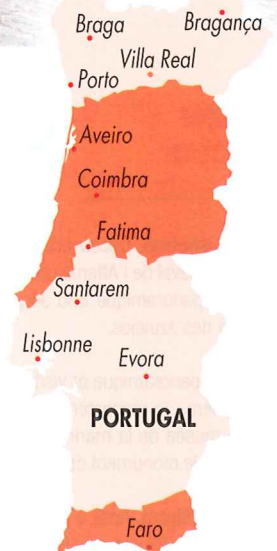 Braga
Bragança
Villa Real
Porto
Aveiro
Coimbra
Fatima
Santarem
Lisbonne
Evora
PORTUGAL
Faro